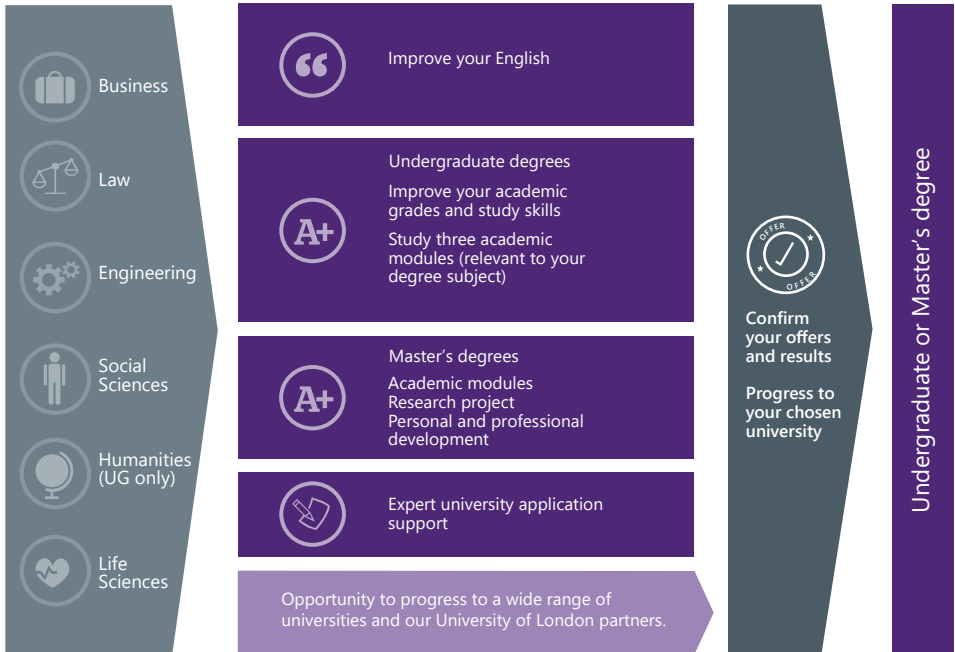 Business
Law
Engineering
Social
Sciences
Humanities
(UG only)
Life
Sciences
Improve your English
A+
Undergraduate degrees
Improve your academic
grades and study skills
Study three academic
modules (relevant to your
degree subject)
A+
Master's degrees
Academic modules
Research project
Personal and professional
development
Expert university application
support
Opportunity to progress to a wide range of
universities and our University of London partners.
OFFER
OFFER
Confirm
your offers
and results
Progress to
your chosen
university
Undergraduate or Master's degree